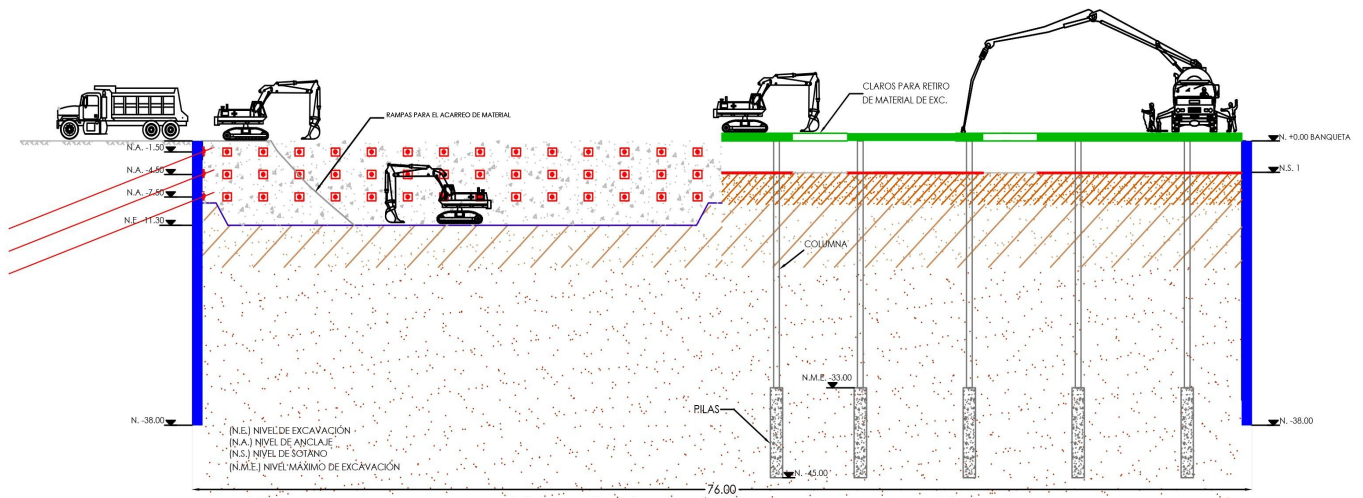 CLAROS PARA RETIRO
DE MATERIAL DE EXC.
RAMPAS PARA EL ACARREO DE MATERIAL
N. +0.00 BANQUETA
N.A. -1.50
N.A. -4.50
N.S. 1
N.A. -7.50
N.E. -11.30
COLUMNA
N.M.E. -33.00
PILAS
N. -38.00
N. -38.00
(N.E.) NIVEL DE EXCAVACIÓN
(N.A.) NIVEL DE ANCLAJE
(N.S.) NIVEL DE SOTANO
(N.M.E.) NIVEL MÁXIMO DE EXCAVACIÓN
N. -45.00
76.00